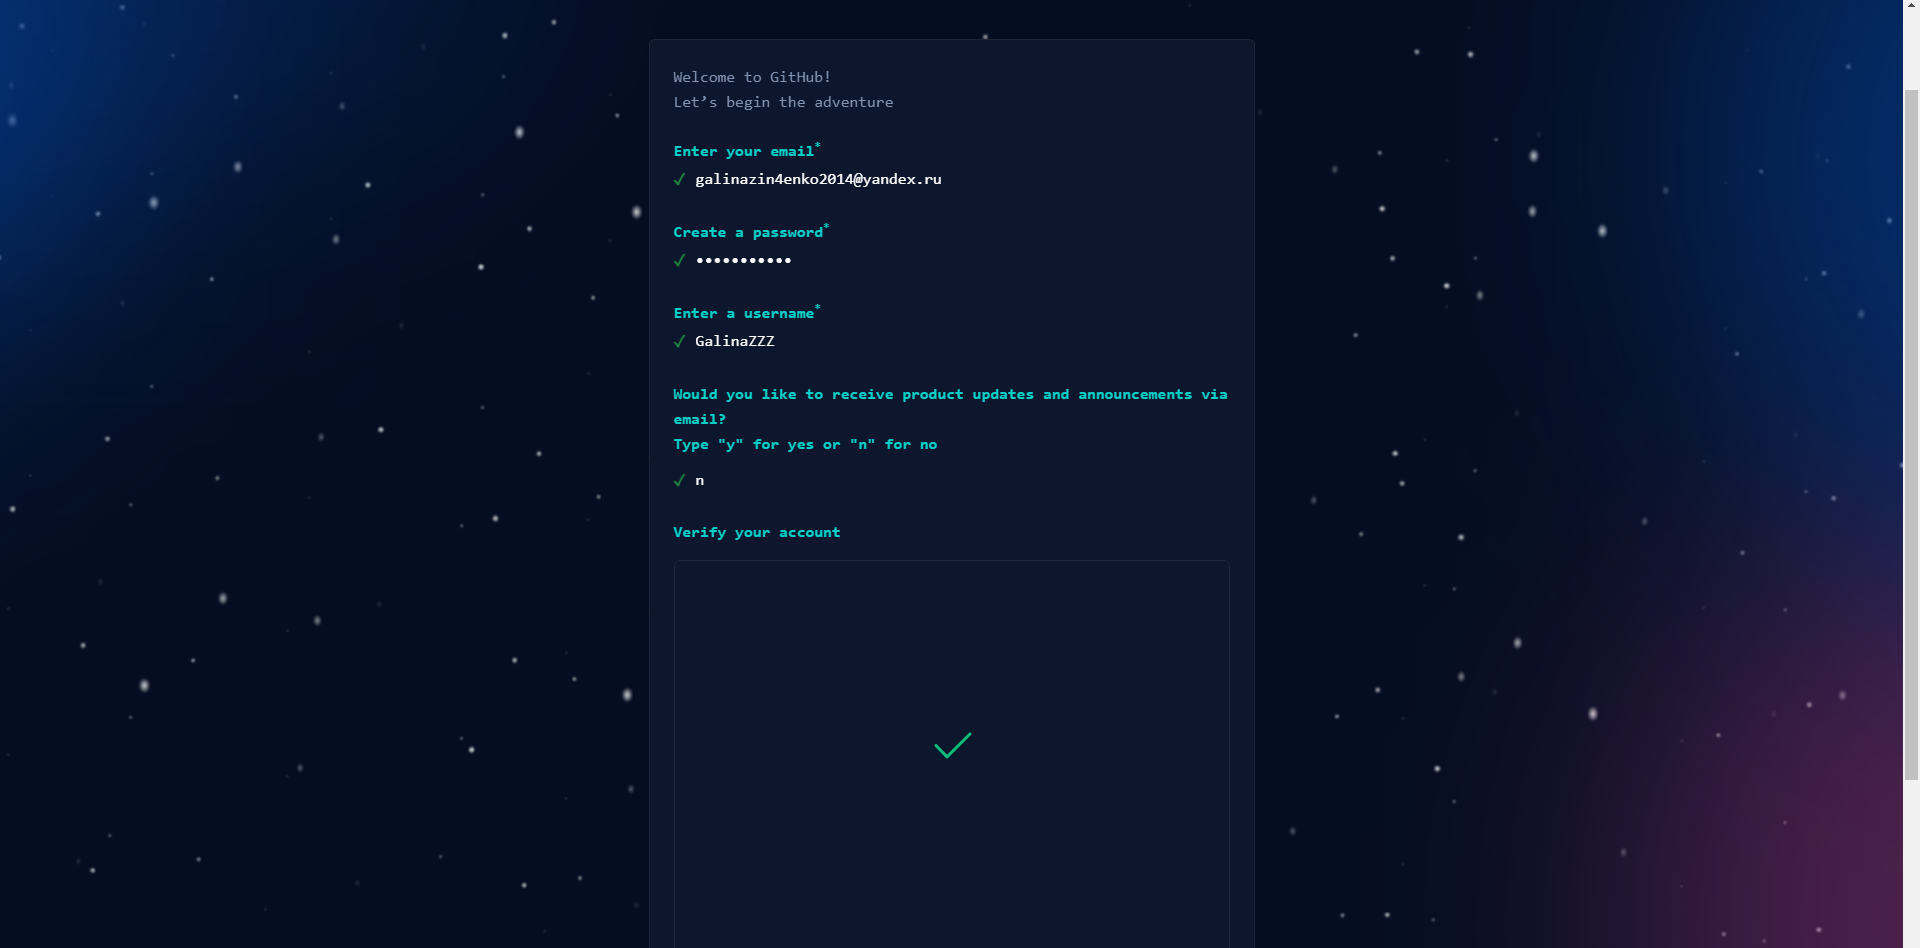 Welcome to GitHub!
Let’s begin the adventure
Enter your email*
✓ galinazin4enko2014@yandex.ru
Create a password*
✓ •••••••••••
Enter a username*
✓ GalinaZZZ
Would you like to receive product updates and announcements via
email?
Type "y" for yes or "n" for no
✓ n
Verify your account